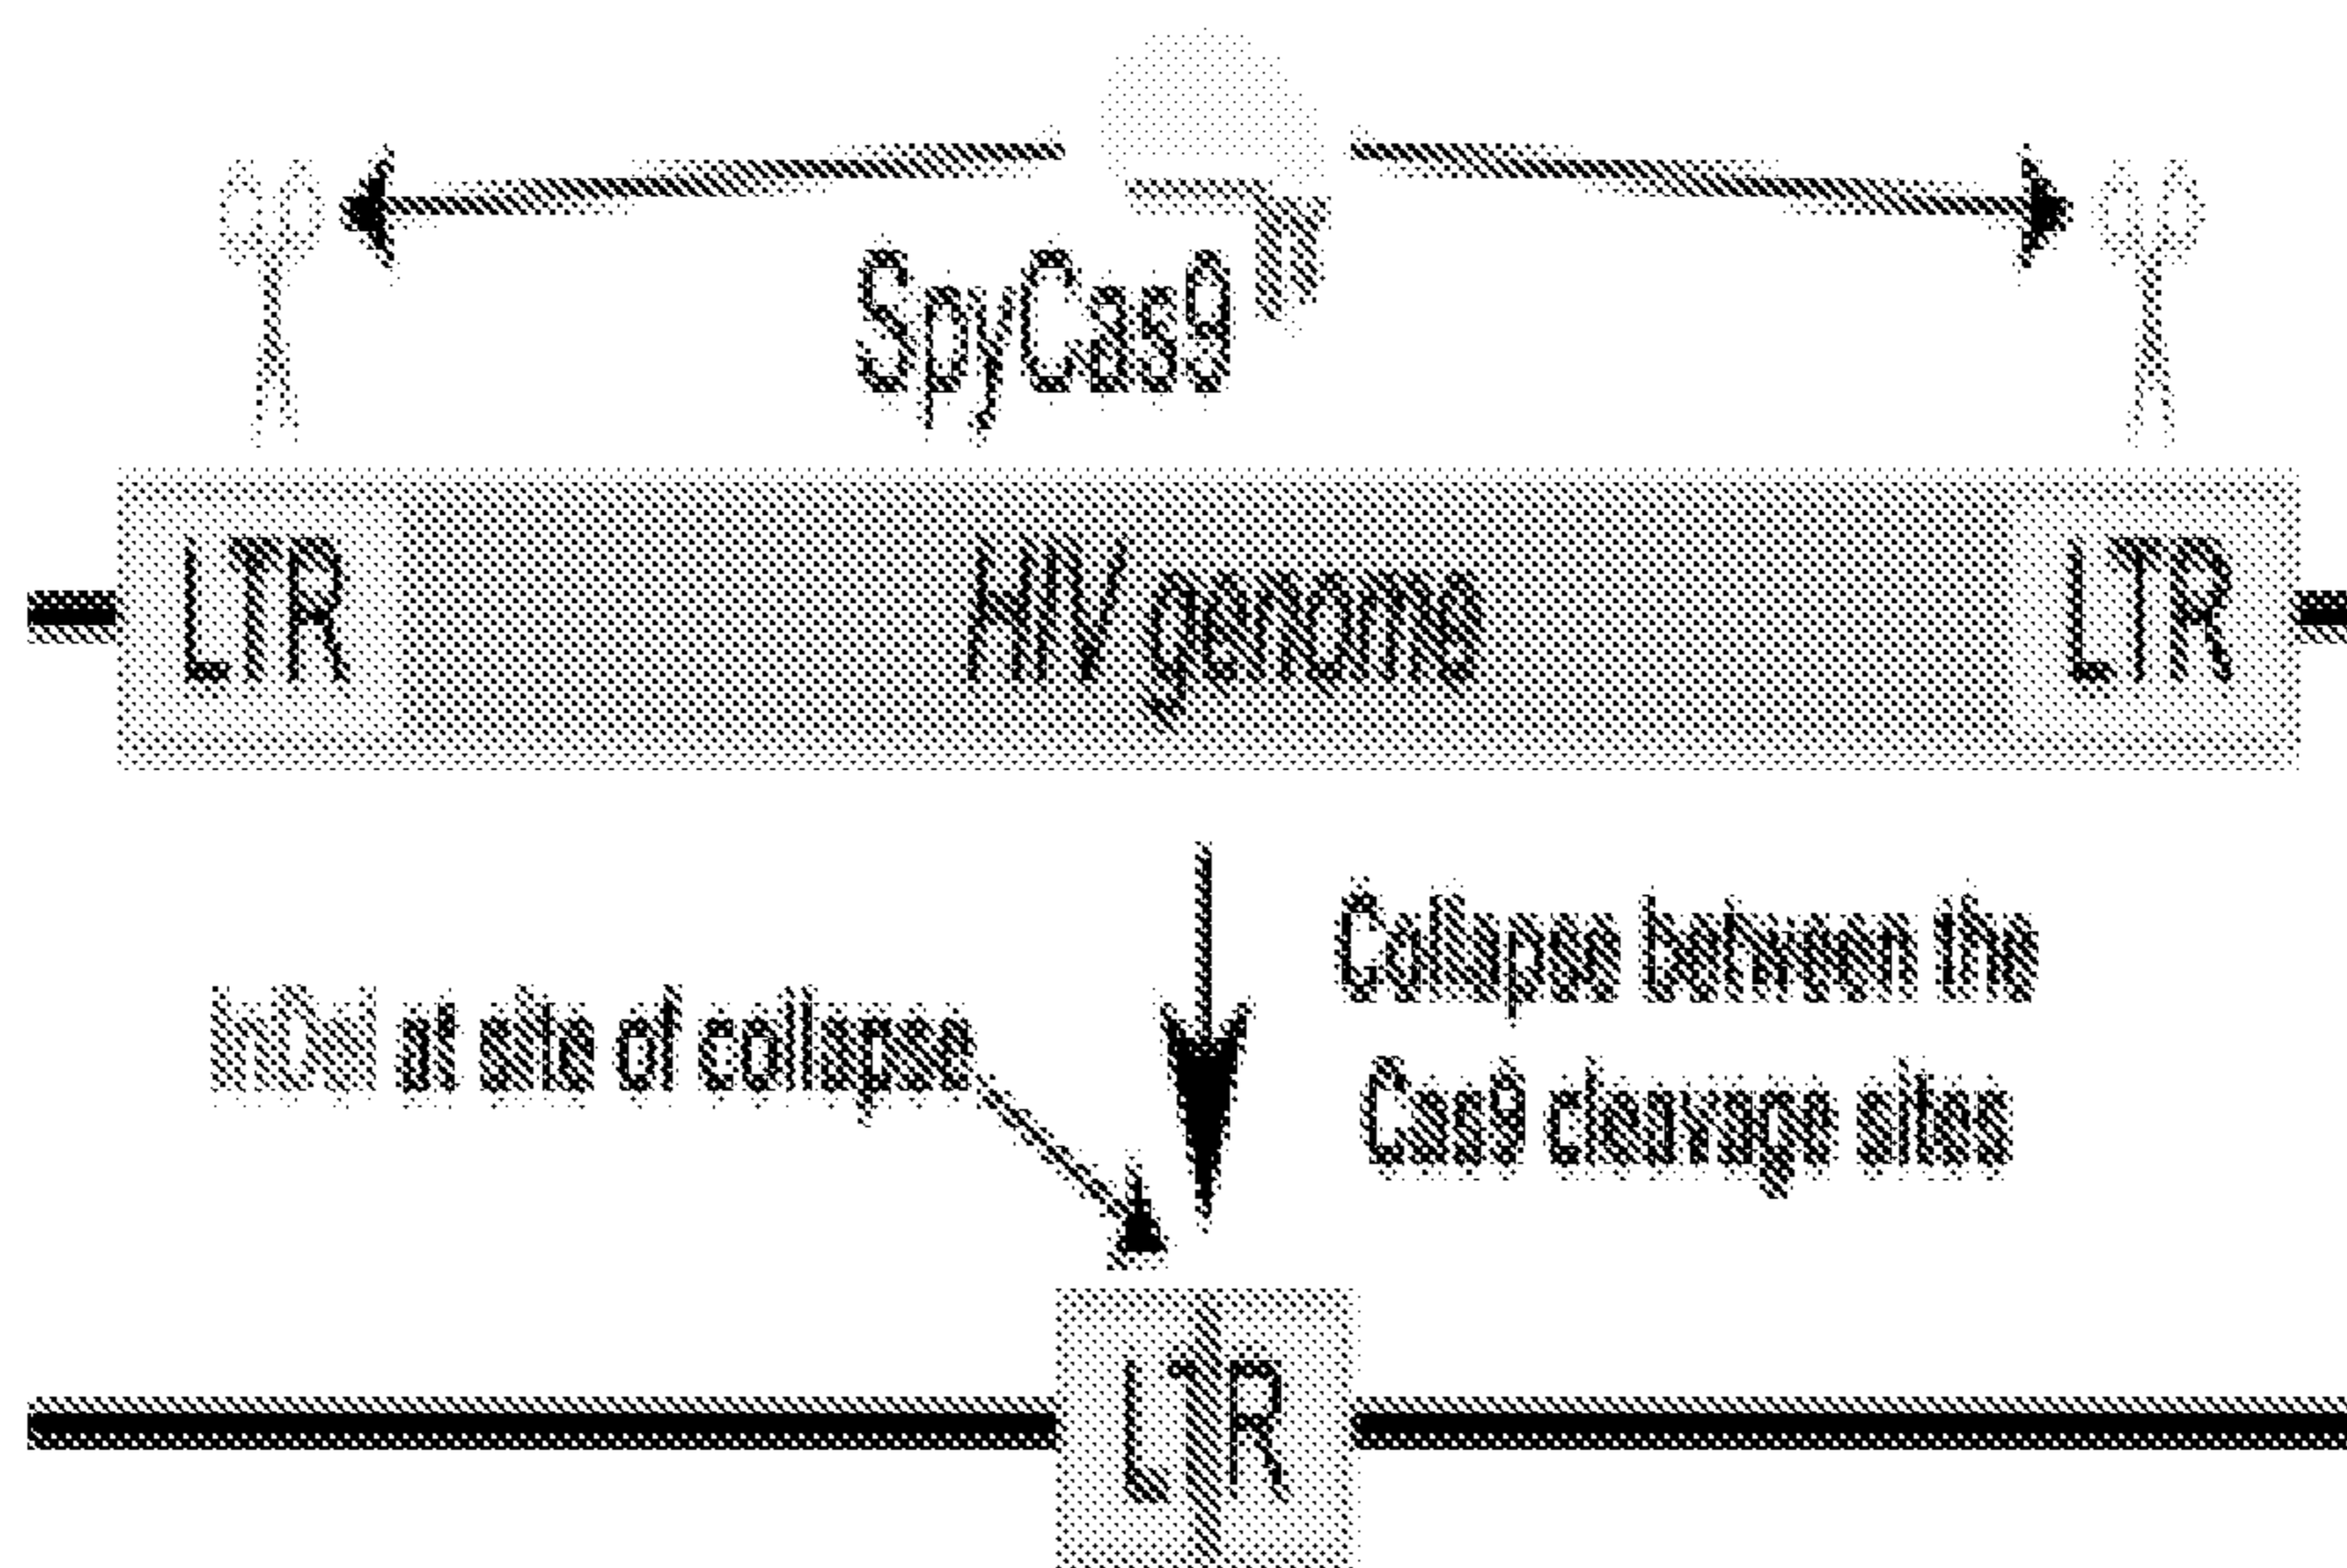 SpyCas9
LTR HIV genome LTR
Collapse between the
Cas9 cleavage sites
InDel at site of collapse
LTR